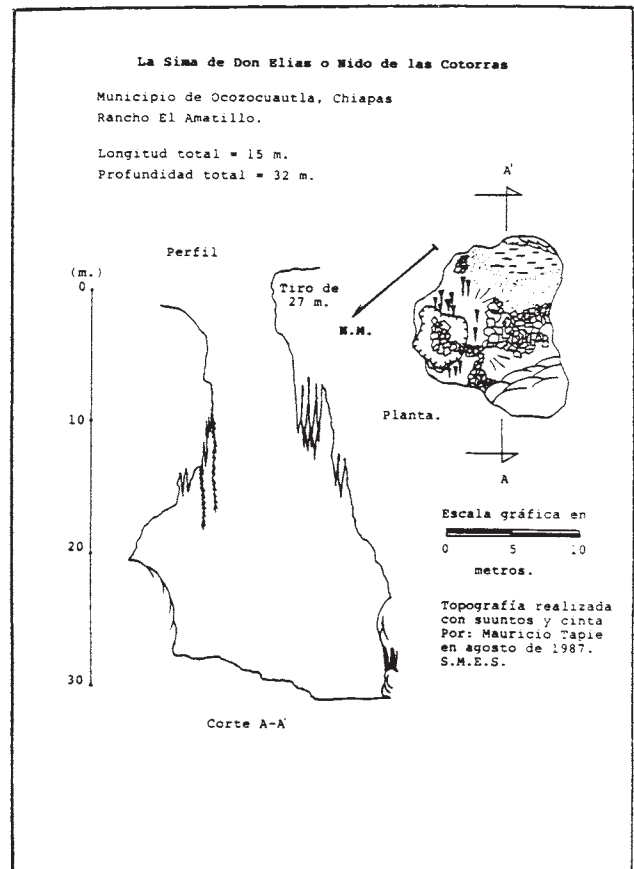 La Sima de Don Elias o Nido de las Cotorras
Municipio de Ocozocuautla, Chiapas
Rancho El Amatillo.
Longitud total = 15 m.
Profundidad total = 32 m.
A'
Perfil
(m.)
0
Tiro de
27 m.
N.M.
10
Planta.
A
Escala gráfica en
0 5 10
metros.
20
Topografía realizada
con suuntos y cinta
Por: Mauricio Tapie
en agosto de 1987.
S.M.E.S.
30
Corte A-A'